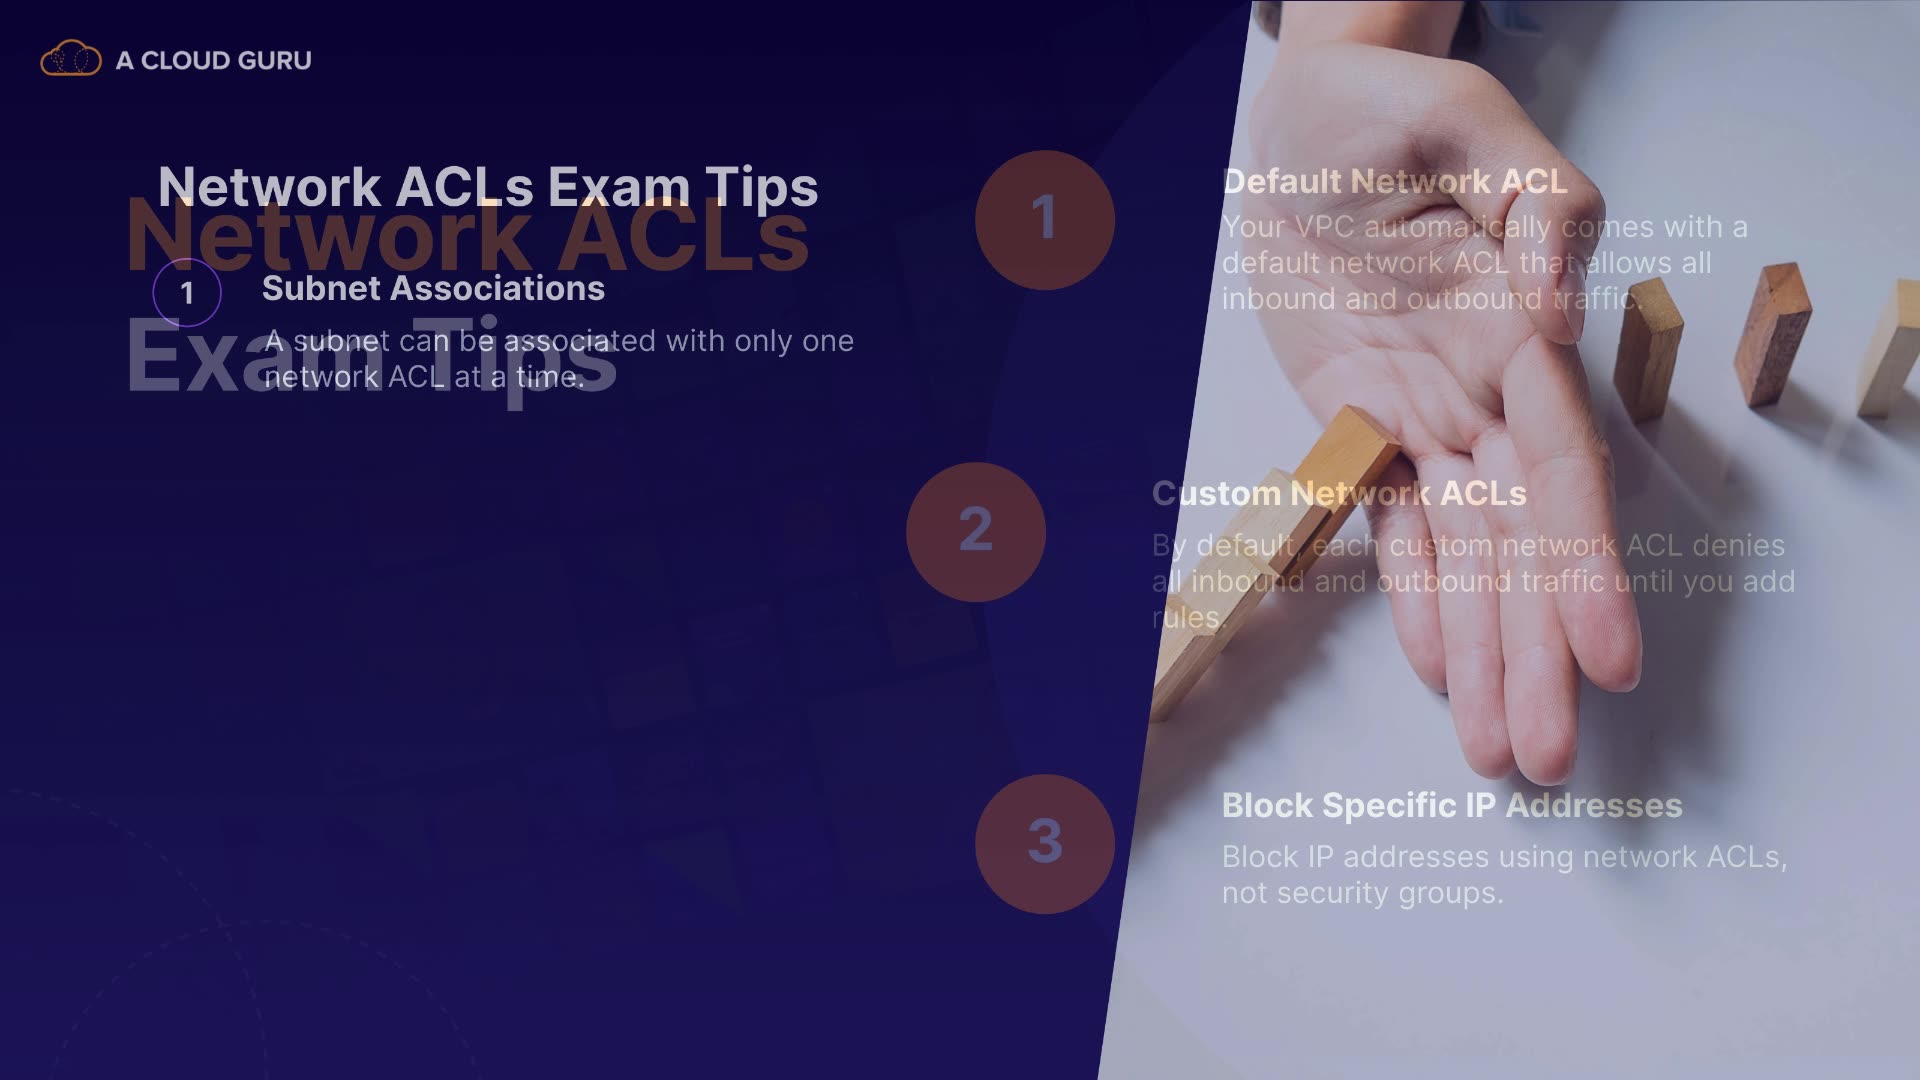 A CLOUD GURU
Network ACLs Exam Tips
1
Subnet Associations
A subnet can be associated with only one
network ACL at a time.
Network ACLs
Exam Tips
1
Default Network ACL
Your VPC automatically comes with a
default network ACL that allows all
inbound and outbound traffic.
2
Custom Network ACLs
By default, each custom network ACL denies
all inbound and outbound traffic until you add
rules.
3
Block Specific IP Addresses
Block IP addresses using network ACLs,
not security groups.